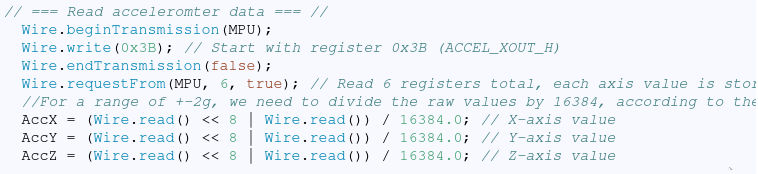 // === Read acceleromter data === //
Wire.beginTransmission(MPU);
Wire.write(0x3B); // Start with register 0x3B (ACCEL_XOUT_H)
Wire.endTransmission(false);
Wire.requestFrom(MPU, 6, true); // Read 6 registers total, each axis value is stor
//For a range of +-2g, we need to divide the raw values by 16384, according to the
AccX = (Wire.read() << 8 | Wire.read()) / 16384.0; // X-axis value
AccY = (Wire.read() << 8 | Wire.read()) / 16384.0; // Y-axis value
AccZ = (Wire.read() << 8 | Wire.read()) / 16384.0; // Z-axis value